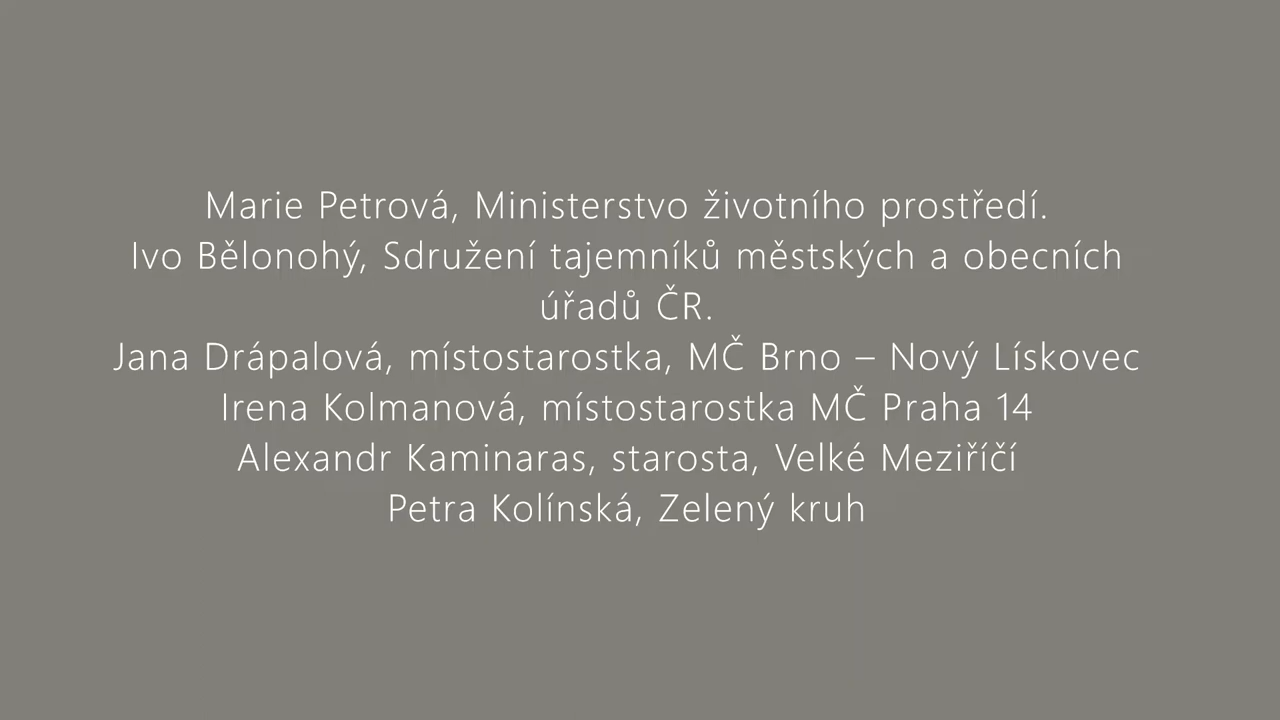 Marie Petrová, Ministerstvo životního prostředí.
Ivo Bělonohý, Sdružení tajemníků městských a obecních
úřadů ČR.
Jana Drápalová, místostarostka, MČ Brno – Nový Lískovec
Irena Kolmanová, místostarostka MČ Praha 14
Alexandr Kaminaras, starosta, Velké Meziříčí
Petra Kolínská, Zelený kruh